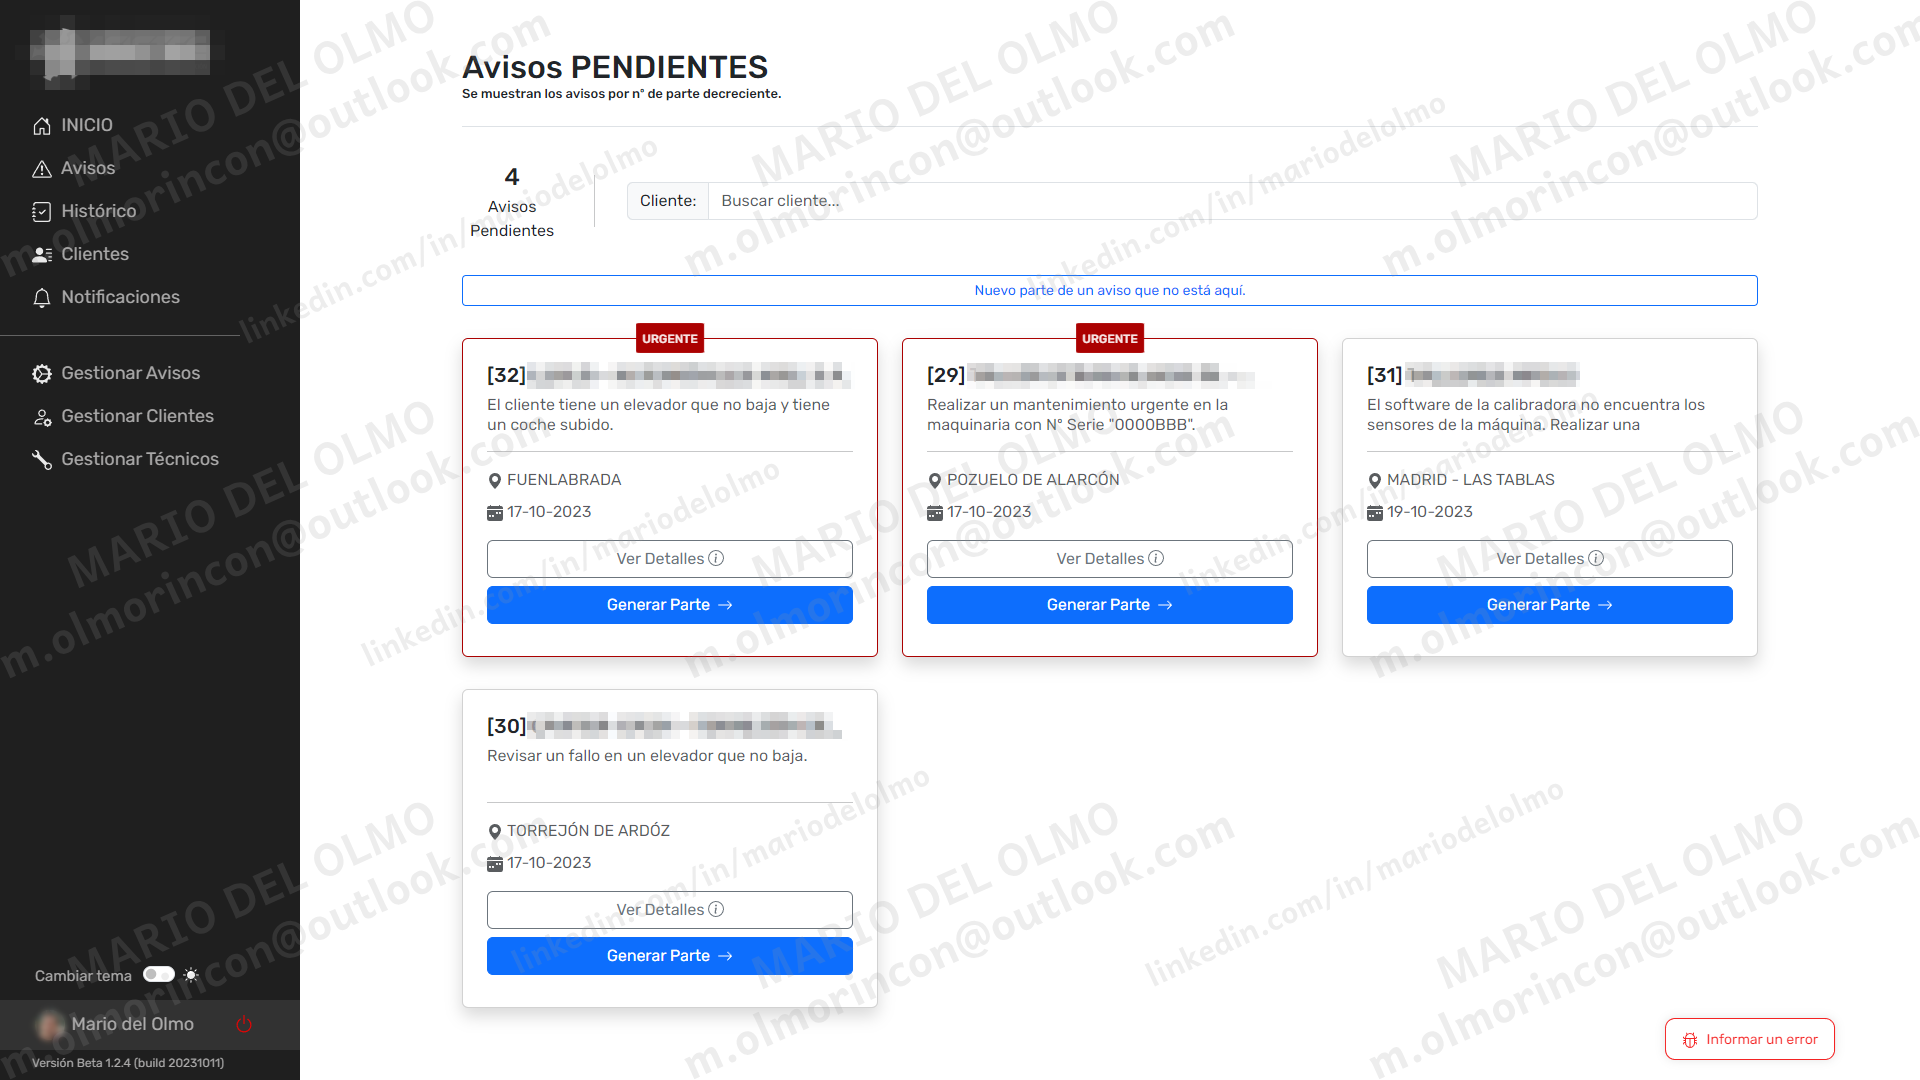 INICIO
Avisos
Histórico
Clientes
Notificaciones
Gestionar Avisos
Gestionar Clientes
Gestionar Técnicos
Cambiar tema
Mario del Olmo
Versión Beta 1.2.4 (build 20231011)
Avisos PENDIENTES
Se muestran los avisos por nº de parte decreciente.
4
Avisos
Pendientes
Cliente:
Buscar cliente...
Nuevo parte de un aviso que no está aquí.
URGENTE
[32]
El cliente tiene un elevador que no baja y tiene
un coche subido.
FUENLABRADA
17-10-2023
Ver Detalles
Generar Parte
URGENTE
[29]
Realizar un mantenimiento urgente en la
maquinaria con Nº Serie "0000BBB".
POZUELO DE ALARCÓN
17-10-2023
Ver Detalles
Generar Parte
[31]
El software de la calibradora no encuentra los
sensores de la máquina. Realizar una
MADRID - LAS TABLAS
19-10-2023
Ver Detalles
Generar Parte
[30]
Revisar un fallo en un elevador que no baja.
TORREJÓN DE ARDÓZ
17-10-2023
Ver Detalles
Generar Parte
Informar un error
MARIO DEL OLMO
m.olmorincon@outlook.com
linkedin.com/in/mariodelolmo